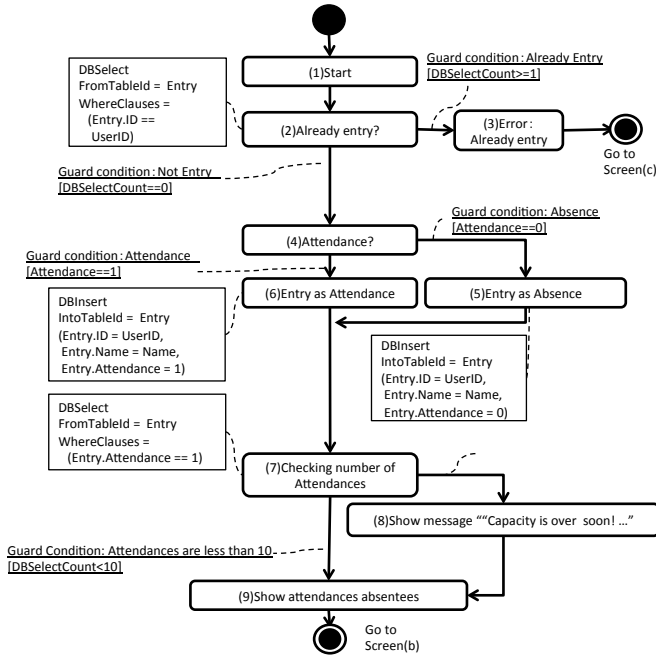 (1)Start
DBSelect
FromTableId = Entry
WhereClauses =
(Entry.ID ==
UserID)
Guard condition：Already Entry
[DBSelectCount>=1]
(2)Already entry?
(3)Error：
Already entry
Go to
Screen(c)
Guard condition：Not Entry
[DBSelectCount==0]
Guard condition: Absence
[Attendance==0]
(4)Attendance?
Guard condition：Attendance
[Attendance==1]
(6)Entry as Attendance
(5)Entry as Absence
DBInsert
IntoTableId = Entry
(Entry.ID = UserID,
Entry.Name = Name,
Entry.Attendance = 1)
DBInsert
IntoTableId = Entry
(Entry.ID = UserID,
Entry.Name = Name,
Entry.Attendance = 0)
DBSelect
FromTableId = Entry
WhereClauses =
(Entry.Attendance == 1)
(7)Checking number of
Attendances
(8)Show message ““Capacity is over soon! …”
Guard Condition: Attendances are less than 10
[DBSelectCount<10]
(9)Show attendances absentees
Go to
Screen(b)